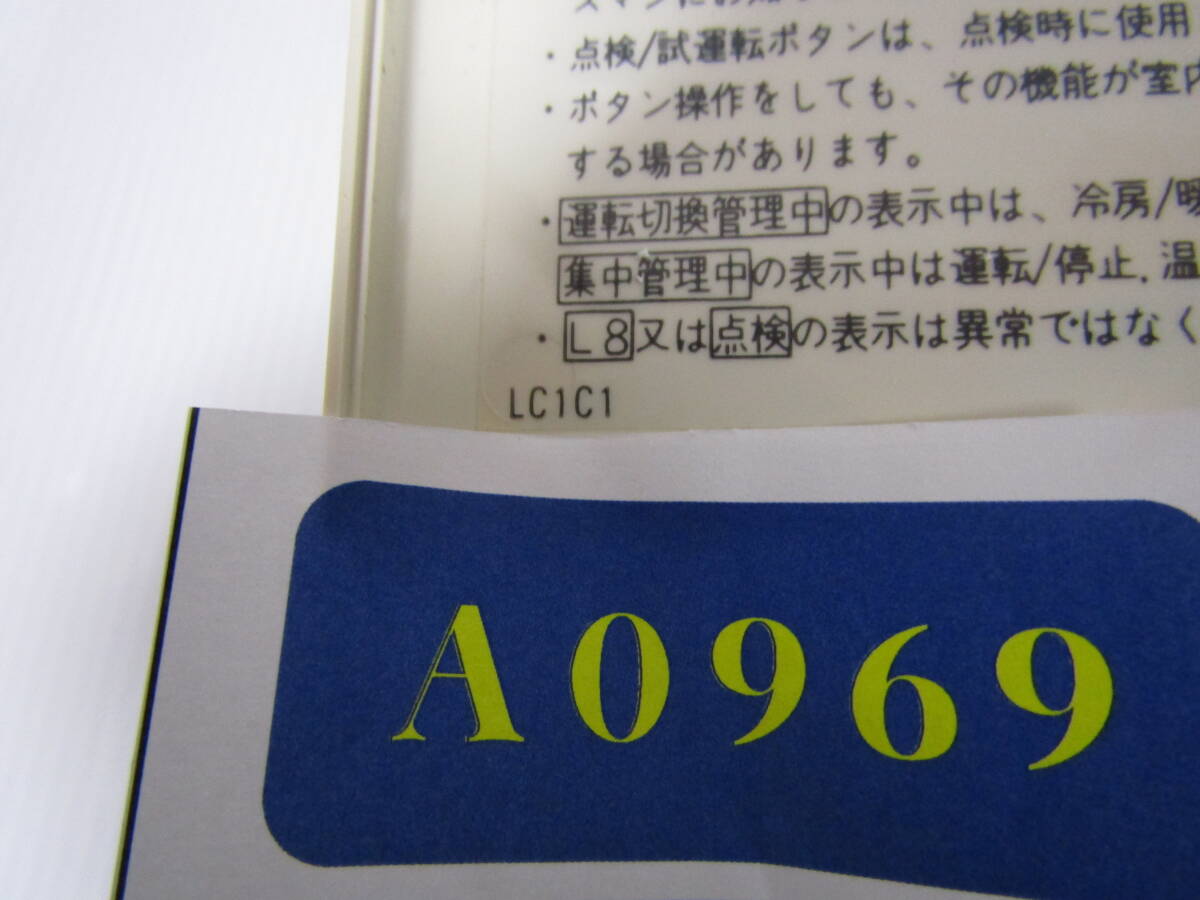 ・点検/試運転ボタンは、点検時に使用
・ボタン操作をしても、その機能が室内
する場合があります。
・運転切換管理中の表示中は、冷房/暖
集中管理中の表示中は運転/停止.温
・L8又は点検の表示は異常ではなく
LC1C1
A0969